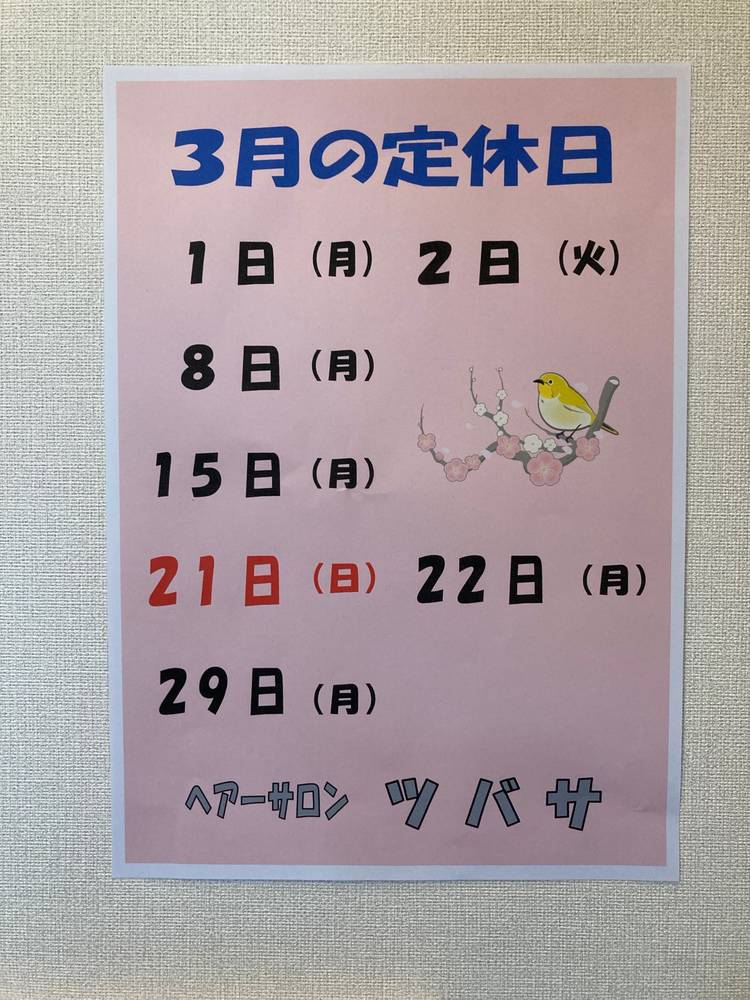 3月の定休日
1日（月） 2日（火）
8日（月）
15日（月）
21日（日） 22日（月）
29日（月）
ヘアーサロン ツバサ